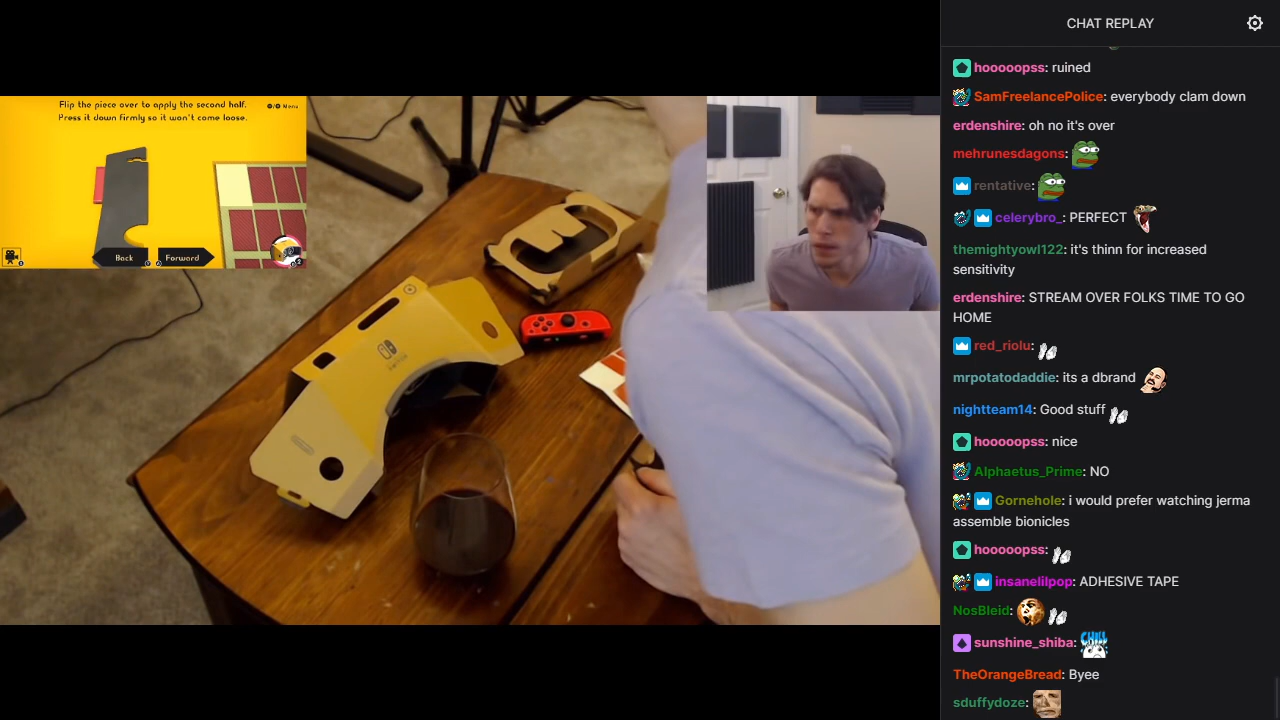 Flip the piece over to apply the second half.
Press it down firmly so it won't come loose.
Menu
Back
Forward
CHAT REPLAY
hooooopss: ruined
SamFreelancePolice: everybody clam down
erdenshire: oh no it's over
mehrunesdagons:
rentative:
celerybro_: PERFECT
themightyowl122: it's thinn for increased
sensitivity
erdenshire: STREAM OVER FOLKS TIME TO GO
HOME
red_riolu:
mrpotatodaddie: its a dbrand
nightteam14: Good stuff
hooooopss: nice
Alphaetus_Prime: NO
Gornehole: i would prefer watching jerma
assemble bionicles
hooooopss:
insanelilpop: ADHESIVE TAPE
NosBleid:
sunshine_shiba:
CHILL
TheOrangeBread: Byee
sduffydoze: